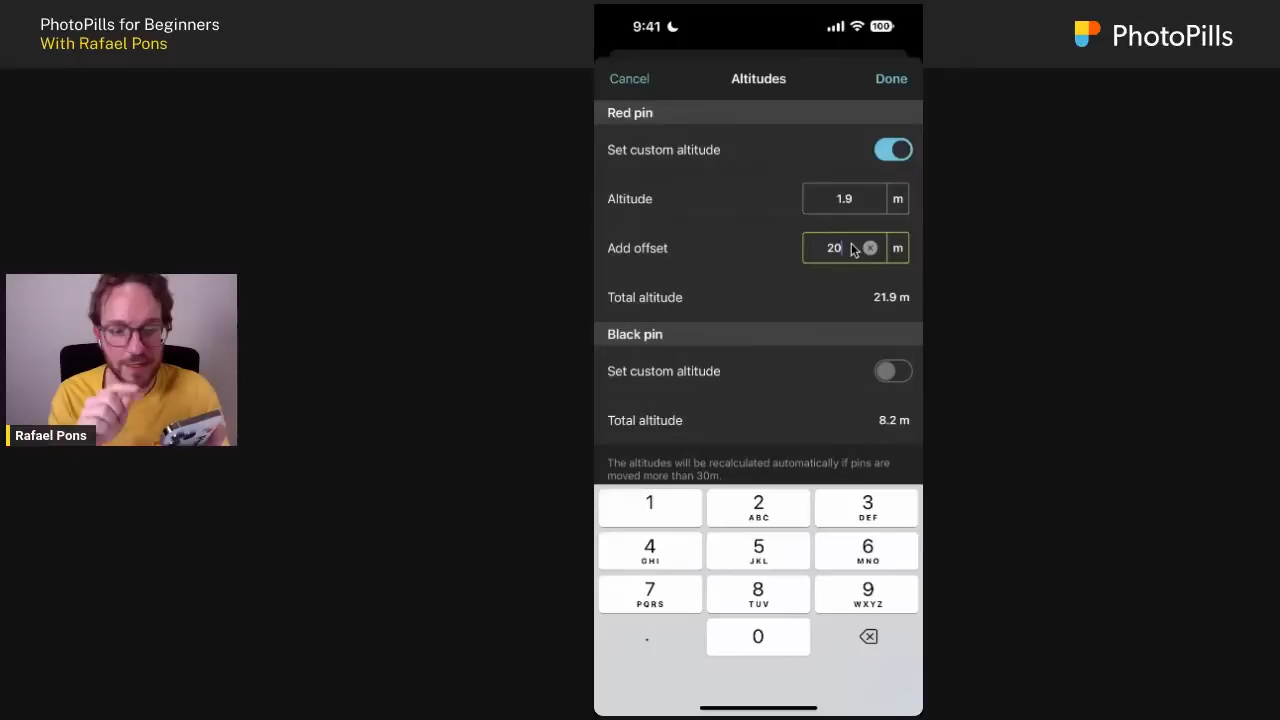 PhotoPills for Beginners
With Rafael Pons
PhotoPills
Rafael Pons
9:41
100
Cancel
Altitudes
Done
Red pin
Set custom altitude
Altitude
1.9
m
Add offset
20
m
Total altitude
21.9 m
Black pin
Set custom altitude
Total altitude
8.2 m
The altitudes will be recalculated automatically if pins are
moved more than 30m.
1
2
ABC
3
DEF
4
GHI
5
JKL
6
MNO
7
PQRS
8
TUV
9
WXYZ
.
0